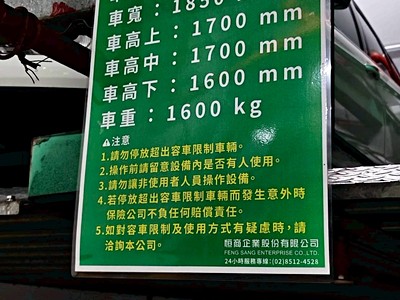 車寬：1850 mm
車高上：1700 mm
車高中：1700 mm
車高下：1600 mm
車重：1600 kg
⚠注意
1.請勿停放超出容車限制車輛。
2.操作前請留意設備內是否有人使用。
3.請勿讓非使用者人員操作設備。
4.若停放超出容車限制車輛而發生意外時
保險公司不負任何賠償責任。
5.如對容車限制及使用方式有疑慮時，請
洽詢本公司。
恒商企業股份有限公司
FENG SANG ENTERPRISE CO.,LTD.
24小時服務專線：(02)8512-4528